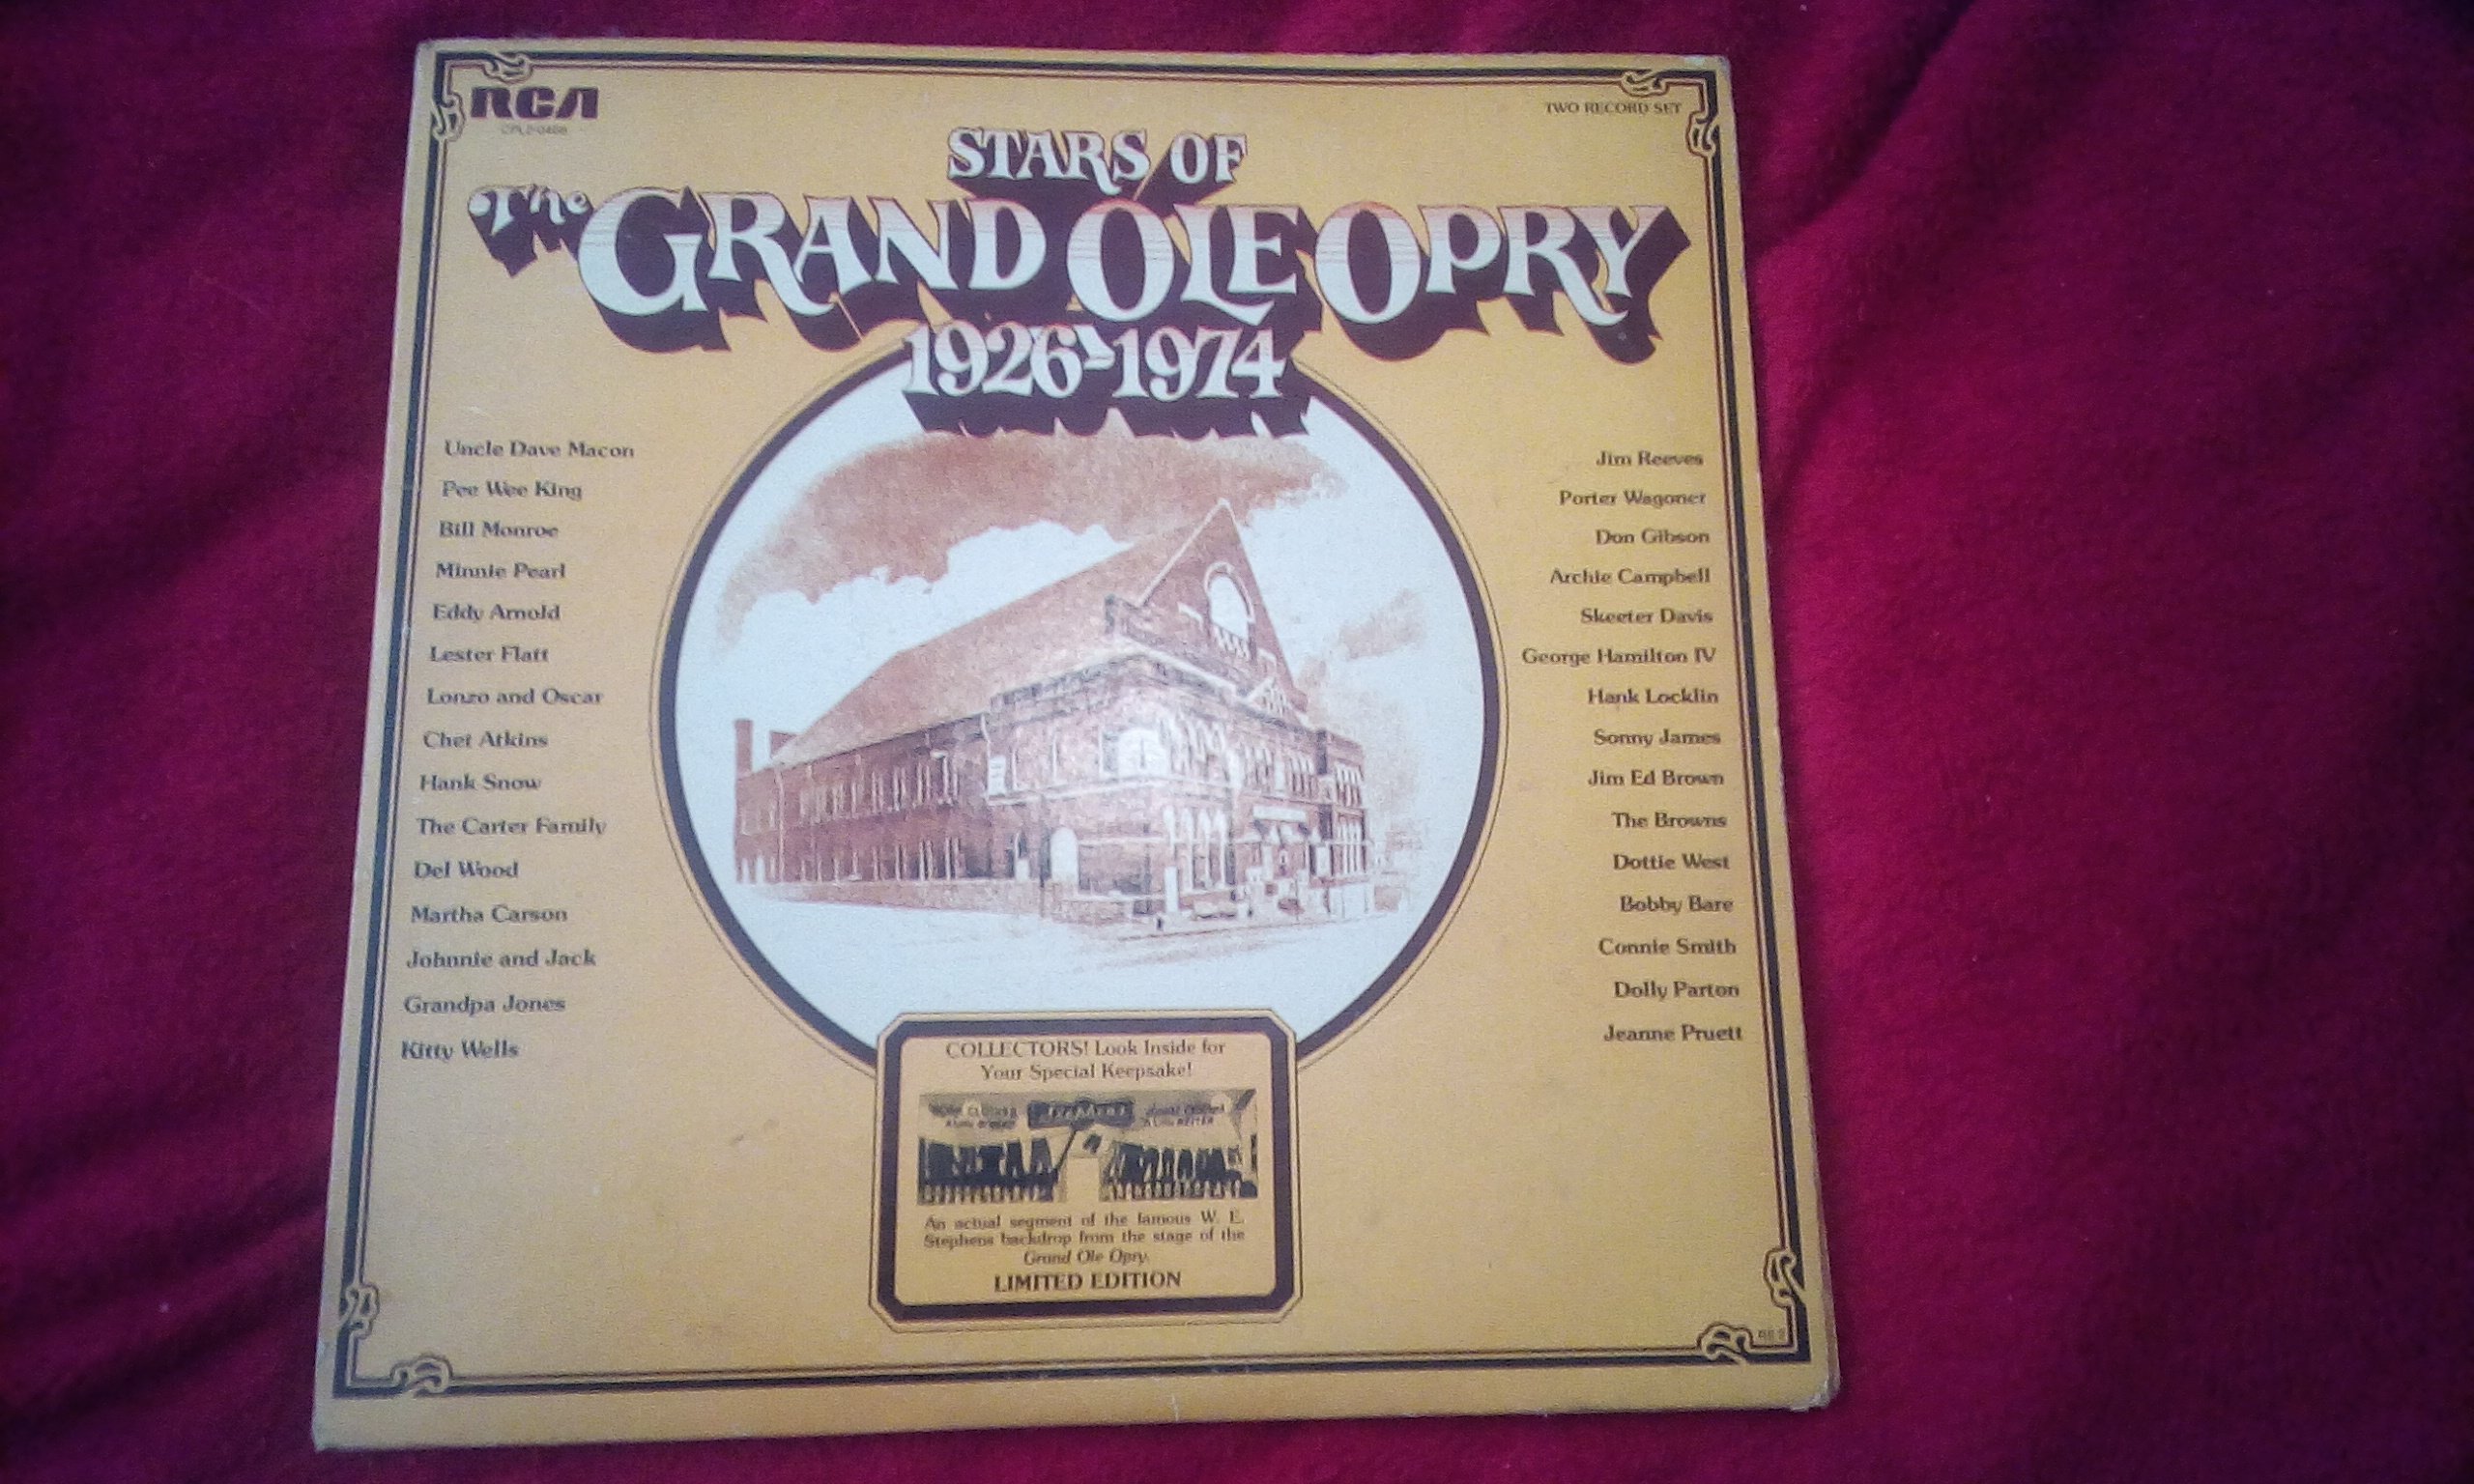 RCA
TWO RECORD SET
STARS OF
The GRAND OLE OPRY
1926-1974
Uncle Dave Macon
Pee Wee King
Bill Monroe
Minnie Pearl
Eddy Arnold
Lester Flatt
Lonzo and Oscar
Chet Atkins
Hank Snow
The Carter Family
Del Wood
Martha Carson
Johnnie and Jack
Grandpa Jones
Kitty Wells
Jim Reeves
Porter Wagoner
Don Gibson
Archie Campbell
Skeeter Davis
George Hamilton IV
Hank Locklin
Sonny James
Jim Ed Brown
The Browns
Dottie West
Bobby Bare
Connie Smith
Dolly Parton
Jeanne Pruett
COLLECTORS! Look Inside for
Your Special Keepsake!
An actual segment of the famous W. E.
Stephens backdrop from the stage of the
Grand Ole Opry.
LIMITED EDITION